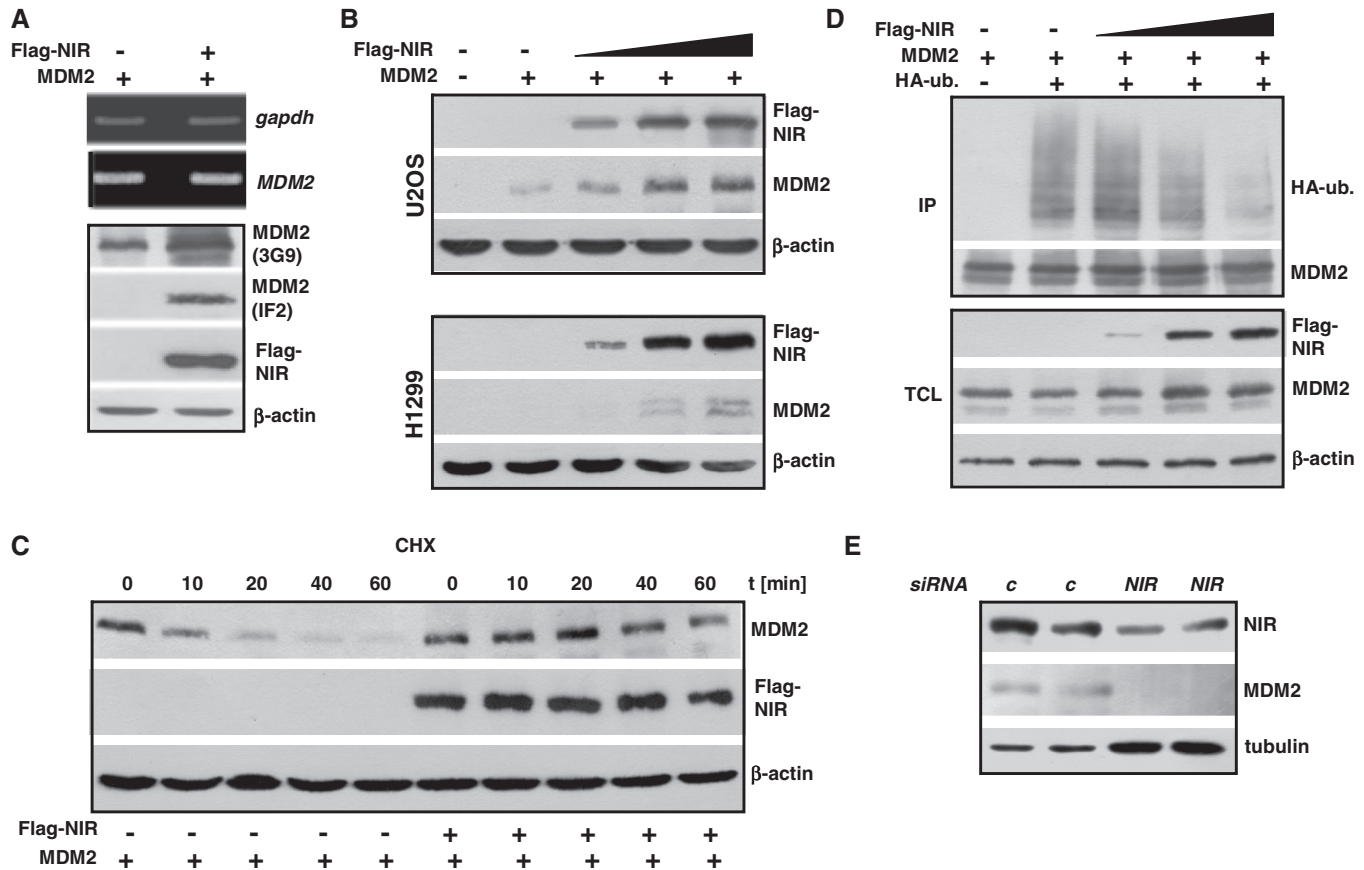 A
Flag-NIR - +
MDM2 + +
gapdh
MDM2
MDM2
(3G9)
MDM2
(IF2)
Flag-
NIR
β-actin
B
Flag-NIR - -
MDM2 - + + + +
U2OS
Flag-
NIR
MDM2
β-actin
H1299
Flag-
NIR
MDM2
β-actin
D
Flag-NIR - -
MDM2 + + + + +
HA-ub. - + + + +
IP
HA-ub.
MDM2
TCL
Flag-
NIR
MDM2
β-actin
C
CHX
0 10 20 40 60 0 10 20 40 60 t [min]
MDM2
Flag-
NIR
β-actin
Flag-NIR - - - - - + + + + +
MDM2 + + + + + + + + + +
E
siRNA c c NIR NIR
NIR
MDM2
tubulin